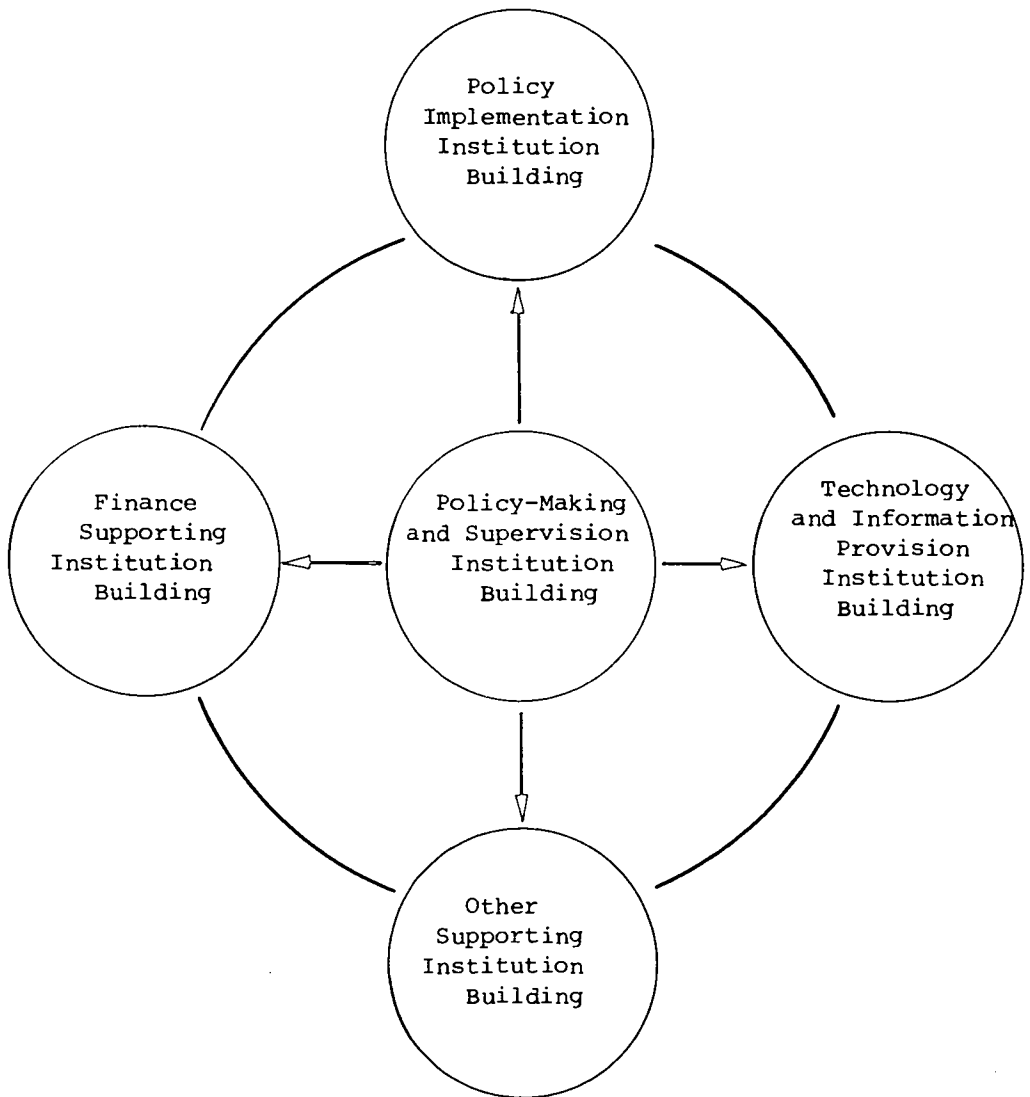 Policy
Implementation
Institution
Building
Finance
Supporting
Institution
Building
Policy-Making
and Supervision
Institution
Building
Technology
and Information
Provision
Institution
Building
Other
Supporting
Institution
Building